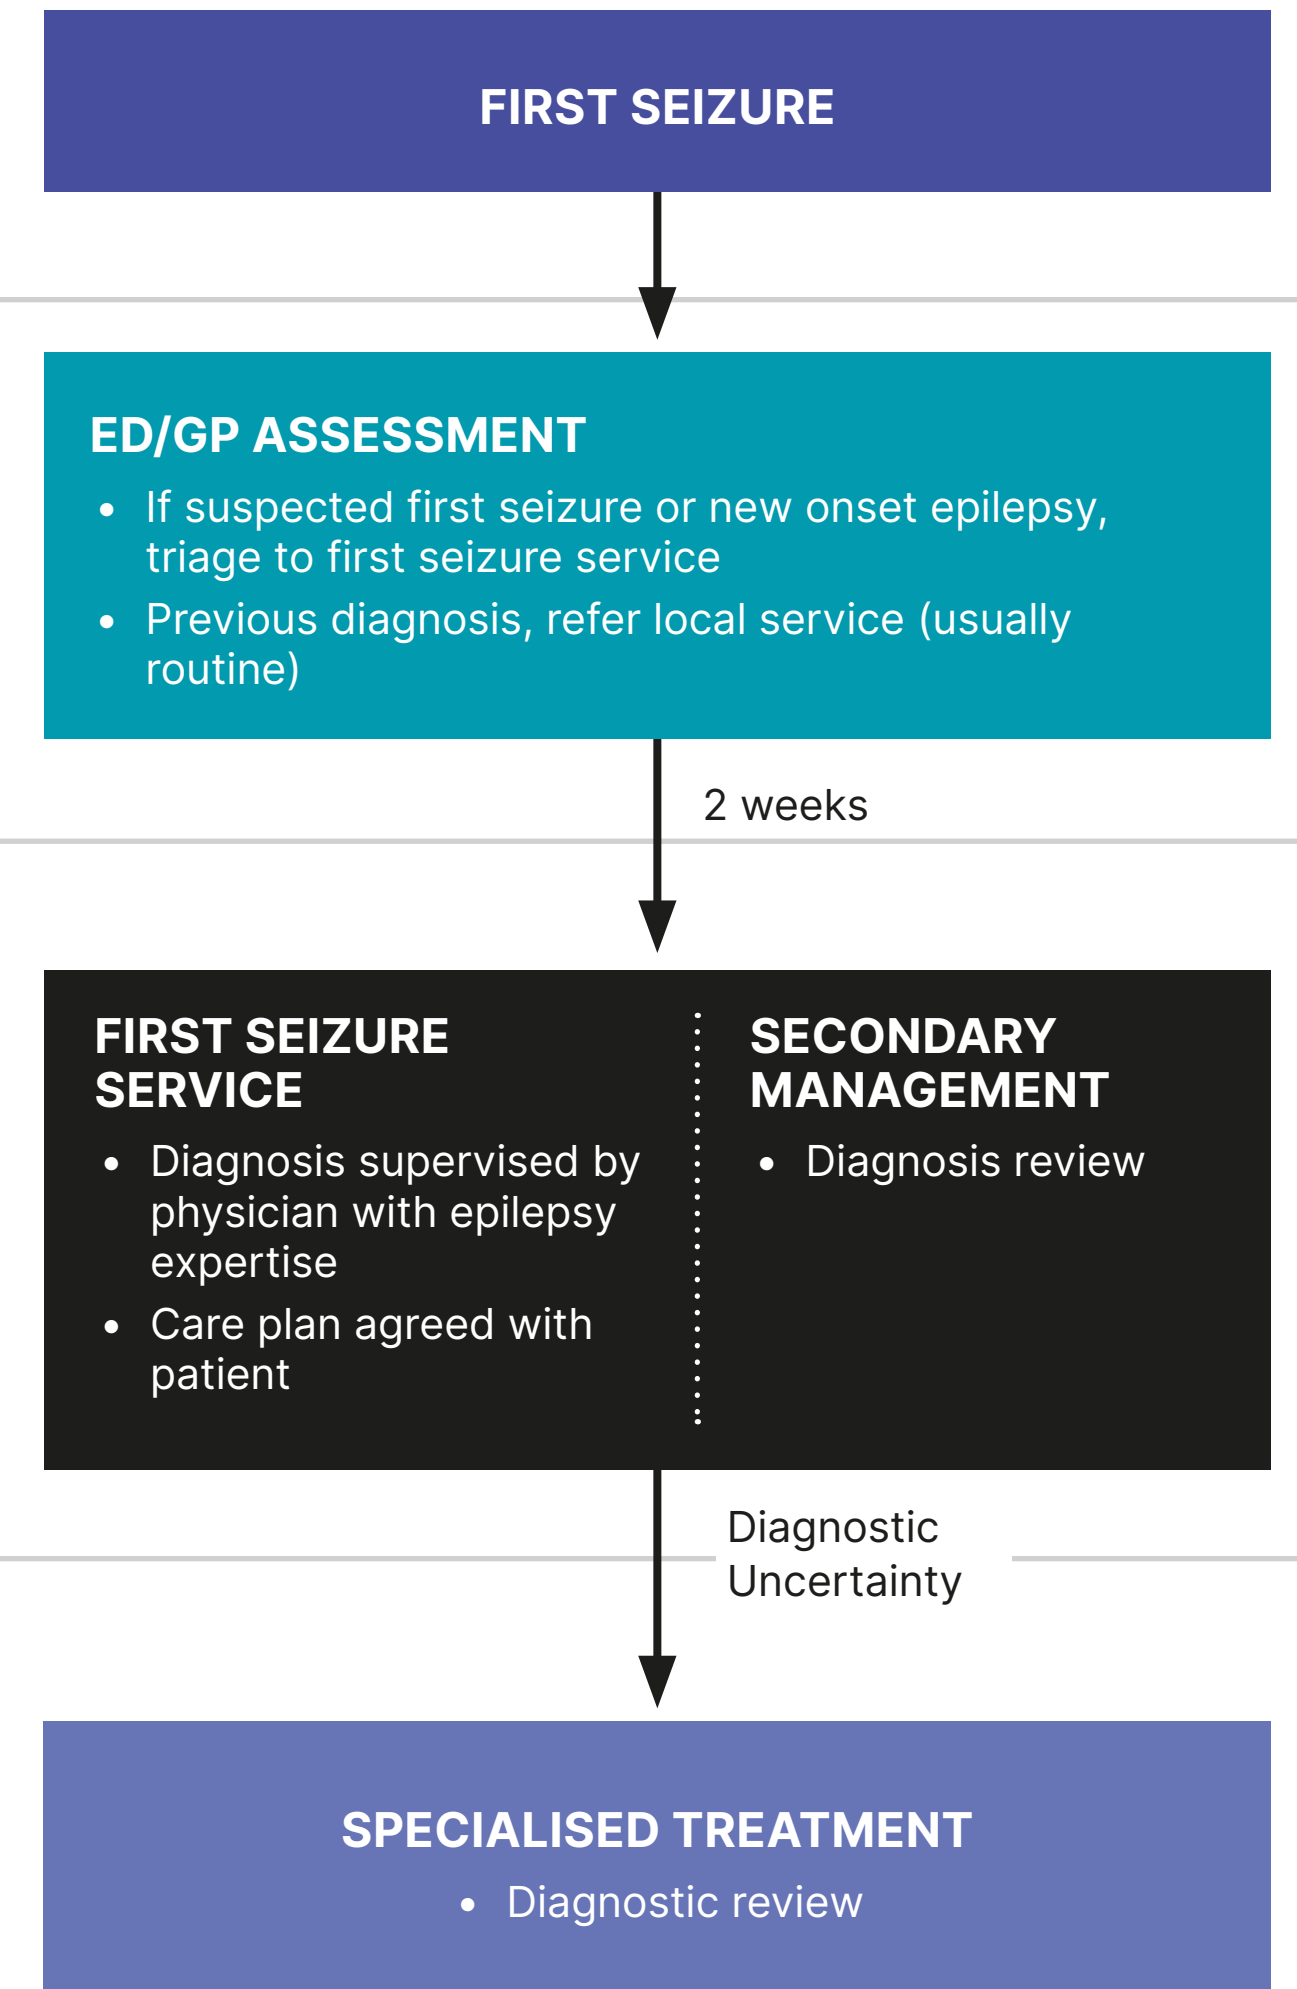 FIRST SEIZURE
ED/GP ASSESSMENT
• If suspected first seizure or new onset epilepsy,
triage to first seizure service
• Previous diagnosis, refer local service (usually
routine)
2 weeks
FIRST SEIZURE
SERVICE
• Diagnosis supervised by
physician with epilepsy
expertise
• Care plan agreed with
patient
SECONDARY
MANAGEMENT
• Diagnosis review
Diagnostic
Uncertainty
SPECIALISED TREATMENT
• Diagnostic review